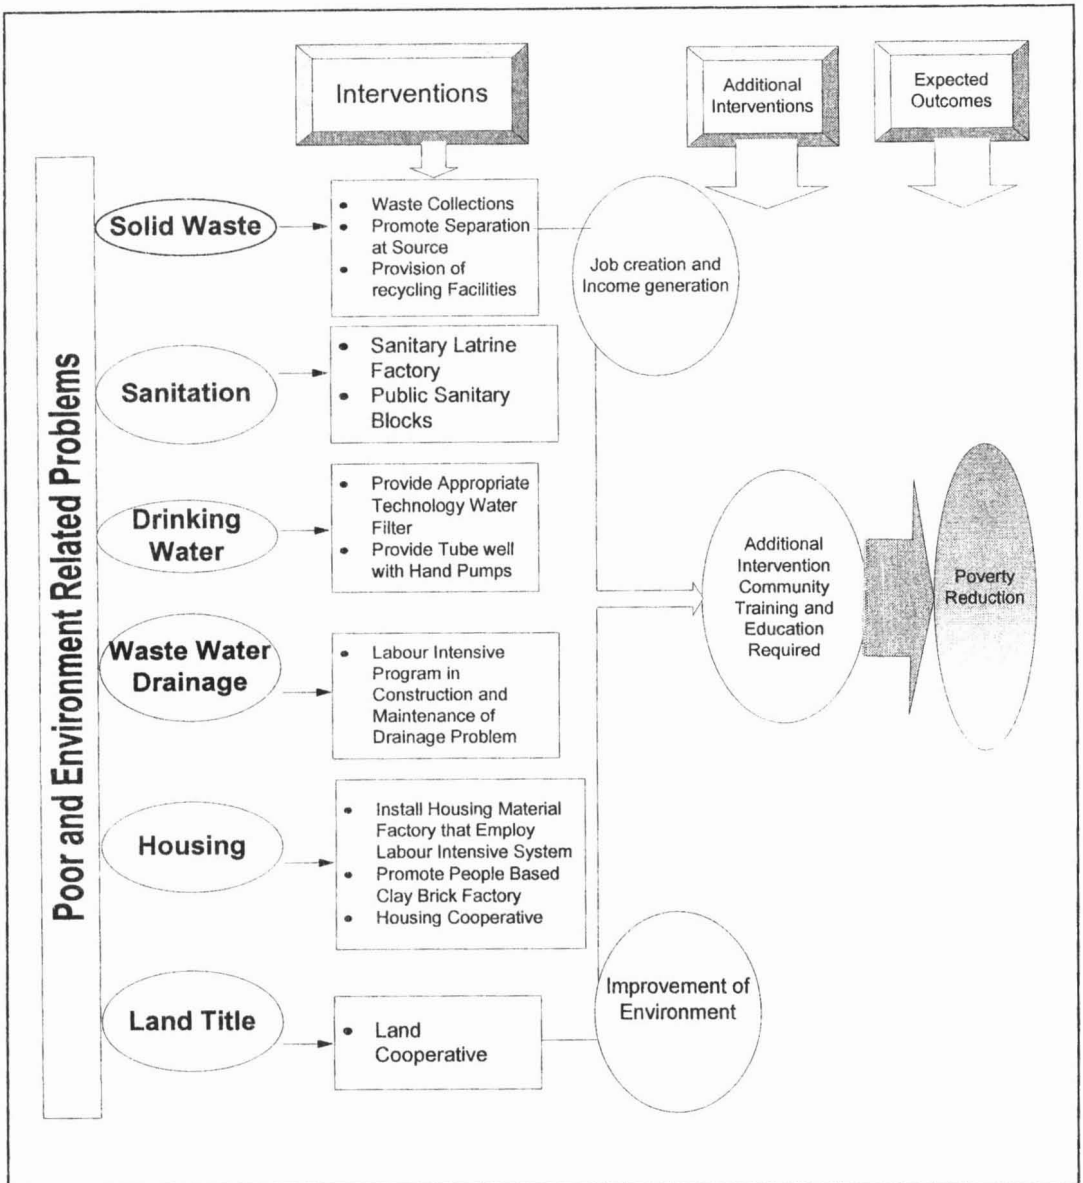 Interventions
Additional
Interventions
Expected
Outcomes
Poor and Environment Related Problems
Solid Waste
• Waste Collections
• Promote Separation
at Source
• Provision of
recycling Facilities
Job creation and
Income generation
Sanitation
• Sanitary Latrine
Factory
• Public Sanitary
Blocks
Drinking
Water
• Provide Appropriate
Technology Water
Filter
• Provide Tube well
with Hand Pumps
Additional
Intervention
Community
Training and
Education
Required
Poverty
Reduction
Waste Water
Drainage
• Labour Intensive
Program in
Construction and
Maintenance of
Drainage Problem
Housing
• Install Housing Material
Factory that Employ
Labour Intensive System
• Promote People Based
Clay Brick Factory
• Housing Cooperative
Improvement of
Environment
Land Title
• Land
Cooperative